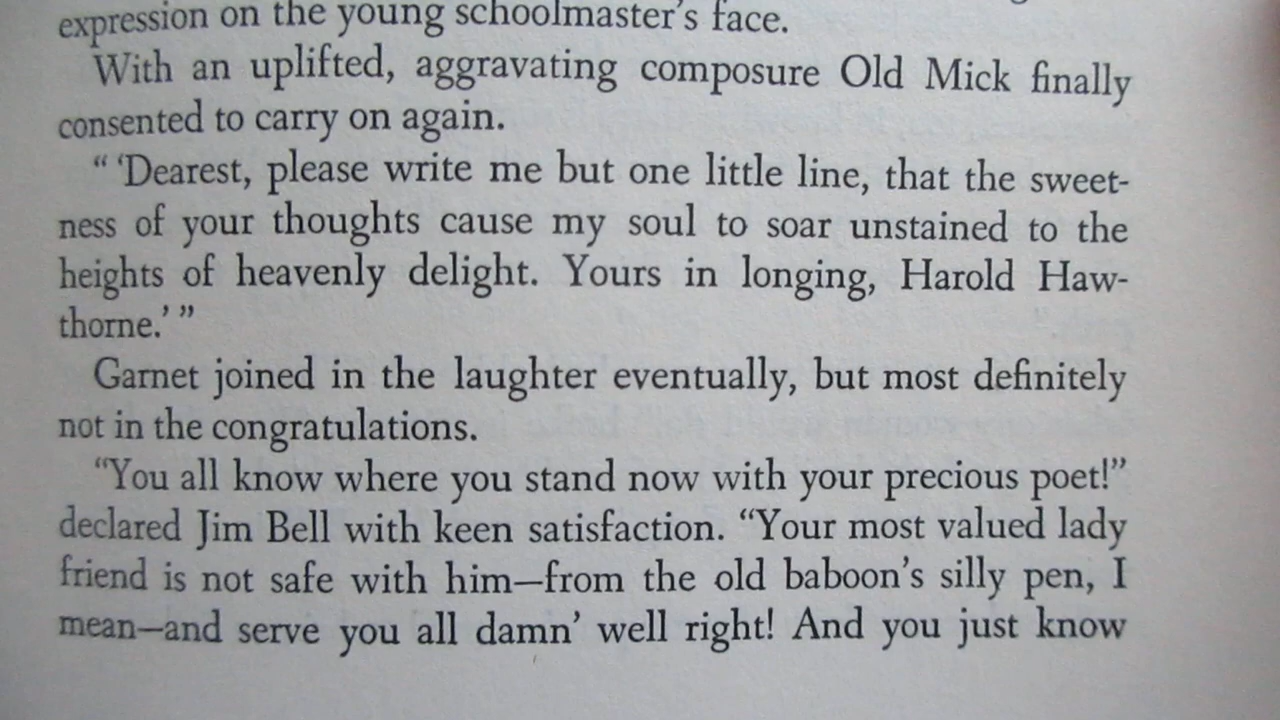 expression on the young schoolmaster's face.
With an uplifted, aggravating composure Old Mick finally
consented to carry on again.
“ ‘Dearest, please write me but one little line, that the sweet-
ness of your thoughts cause my soul to soar unstained to the
heights of heavenly delight. Yours in longing, Harold Haw-
thorne.’ ”
Garnet joined in the laughter eventually, but most definitely
not in the congratulations.
“You all know where you stand now with your precious poet!”
declared Jim Bell with keen satisfaction. “Your most valued lady
friend is not safe with him—from the old baboon's silly pen, I
mean—and serve you all damn’ well right! And you just know